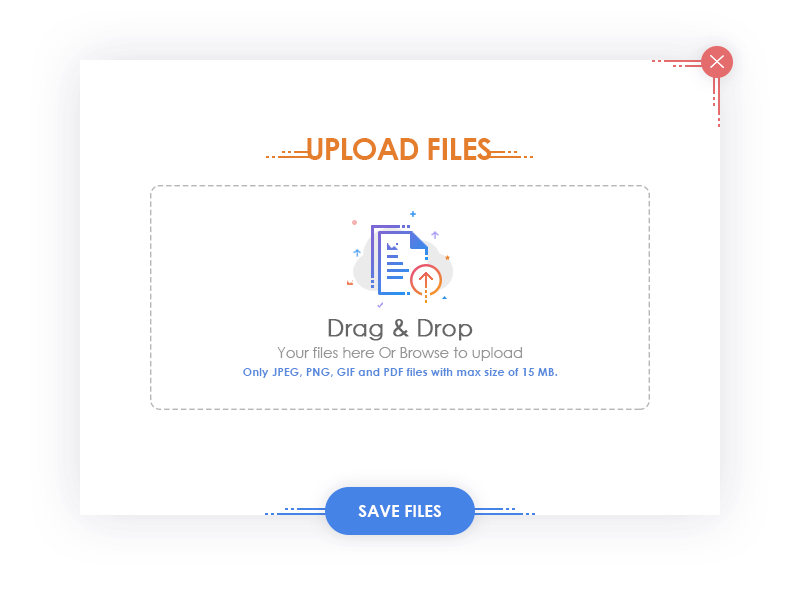 UPLOAD FILES
Drag & Drop
Your files here Or Browse to upload
Only JPEG, PNG, GIF and PDF files with max size of 15 MB.
SAVE FILES